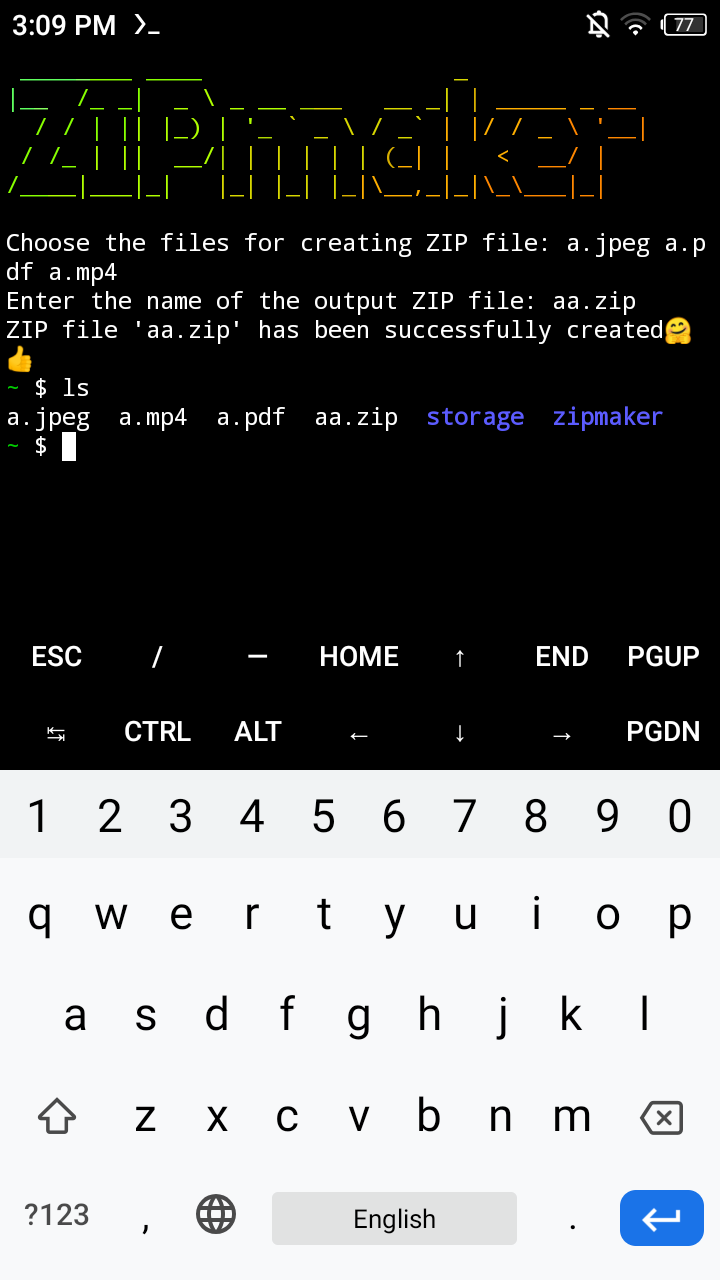 3:09 PM
77
ZIPmaker
Choose the files for creating ZIP file: a.jpeg a.p
df a.mp4
Enter the name of the output ZIP file: aa.zip
ZIP file 'aa.zip' has been successfully created🤗
👍
~ $ ls
a.jpeg a.mp4 a.pdf aa.zip storage zipmaker
~ $
ESC / — HOME ↑ END PGUP
↹ CTRL ALT ← ↓ → PGDN
1 2 3 4 5 6 7 8 9 0
q w e r t y u i o p
a s d f g h j k l
z x c v b n m
?123 , English .